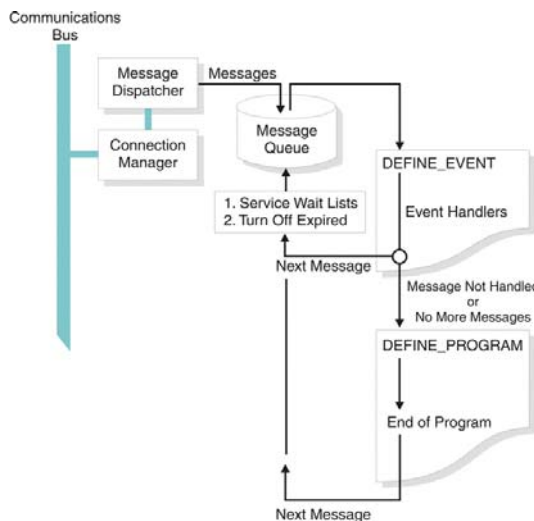 Communications
Bus
Message
Dispatcher
Messages
Connection
Manager
Message
Queue
DEFINE_EVENT
1. Service Wait Lists
2. Turn Off Expired
Event Handlers
Next Message
Message Not Handled
or
No More Messages
DEFINE_PROGRAM
End of Program
Next Message